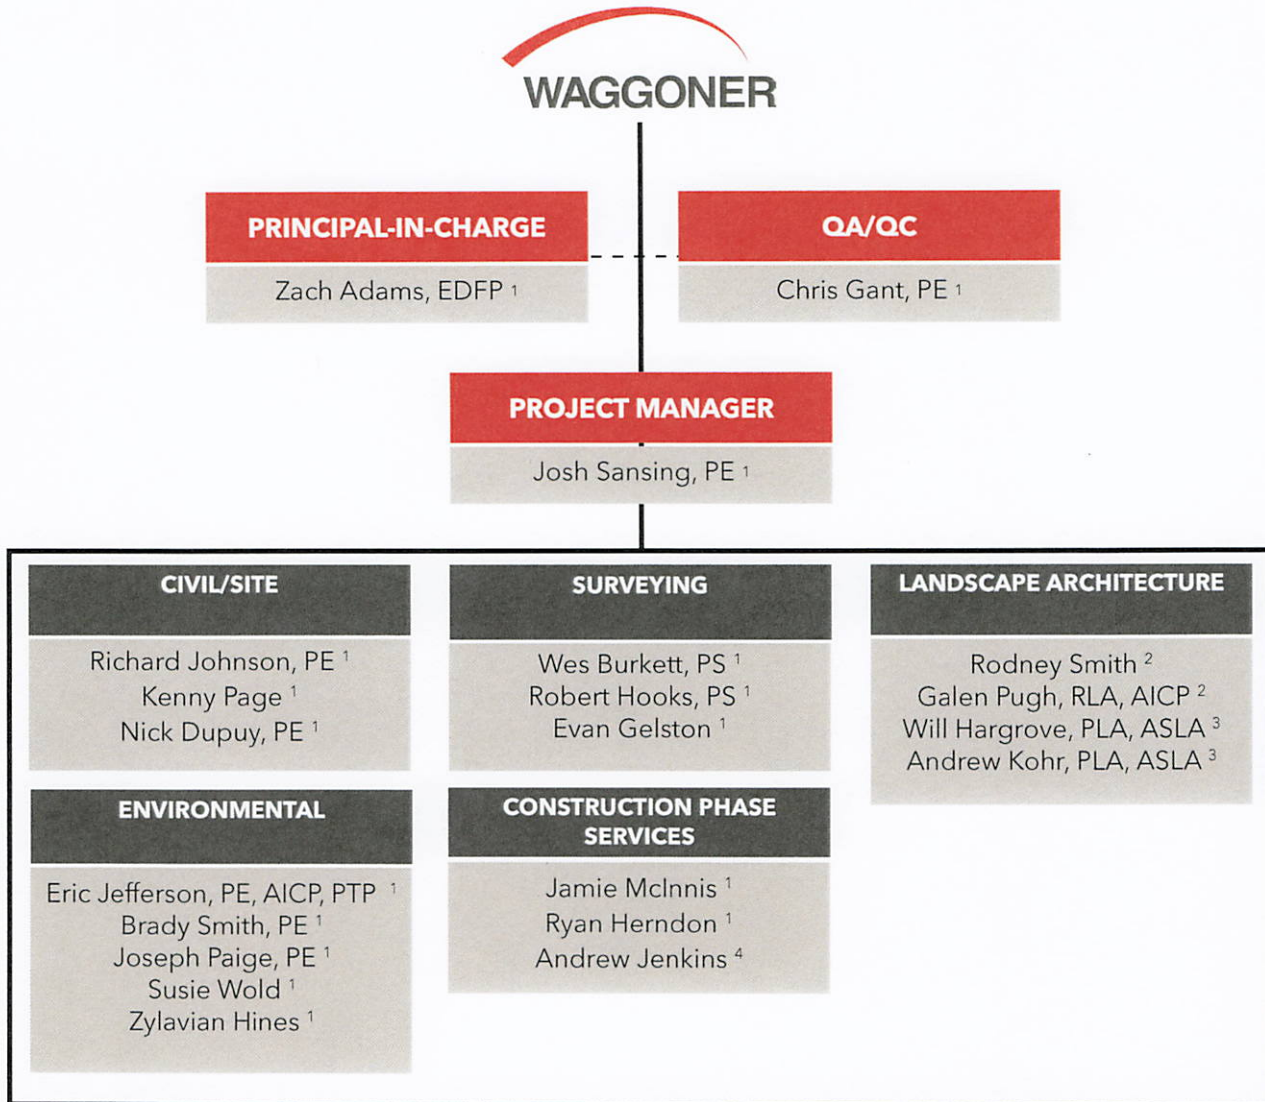 WAGGONER
PRINCIPAL-IN-CHARGE
Zach Adams, EDFP ¹
QA/QC
Chris Gant, PE ¹
PROJECT MANAGER
Josh Sansing, PE ¹
CIVIL/SITE
Richard Johnson, PE ¹
Kenny Page ¹
Nick Dupuy, PE ¹
SURVEYING
Wes Burkett, PS ¹
Robert Hooks, PS ¹
Evan Gelston ¹
LANDSCAPE ARCHITECTURE
Rodney Smith ²
Galen Pugh, RLA, AICP ²
Will Hargrove, PLA, ASLA ³
Andrew Kohr, PLA, ASLA ³
ENVIRONMENTAL
Eric Jefferson, PE, AICP, PTP ¹
Brady Smith, PE ¹
Joseph Paige, PE ¹
Susie Wold ¹
Zylavian Hines ¹
CONSTRUCTION PHASE
SERVICES
Jamie McInnis ¹
Ryan Herndon ¹
Andrew Jenkins ⁴